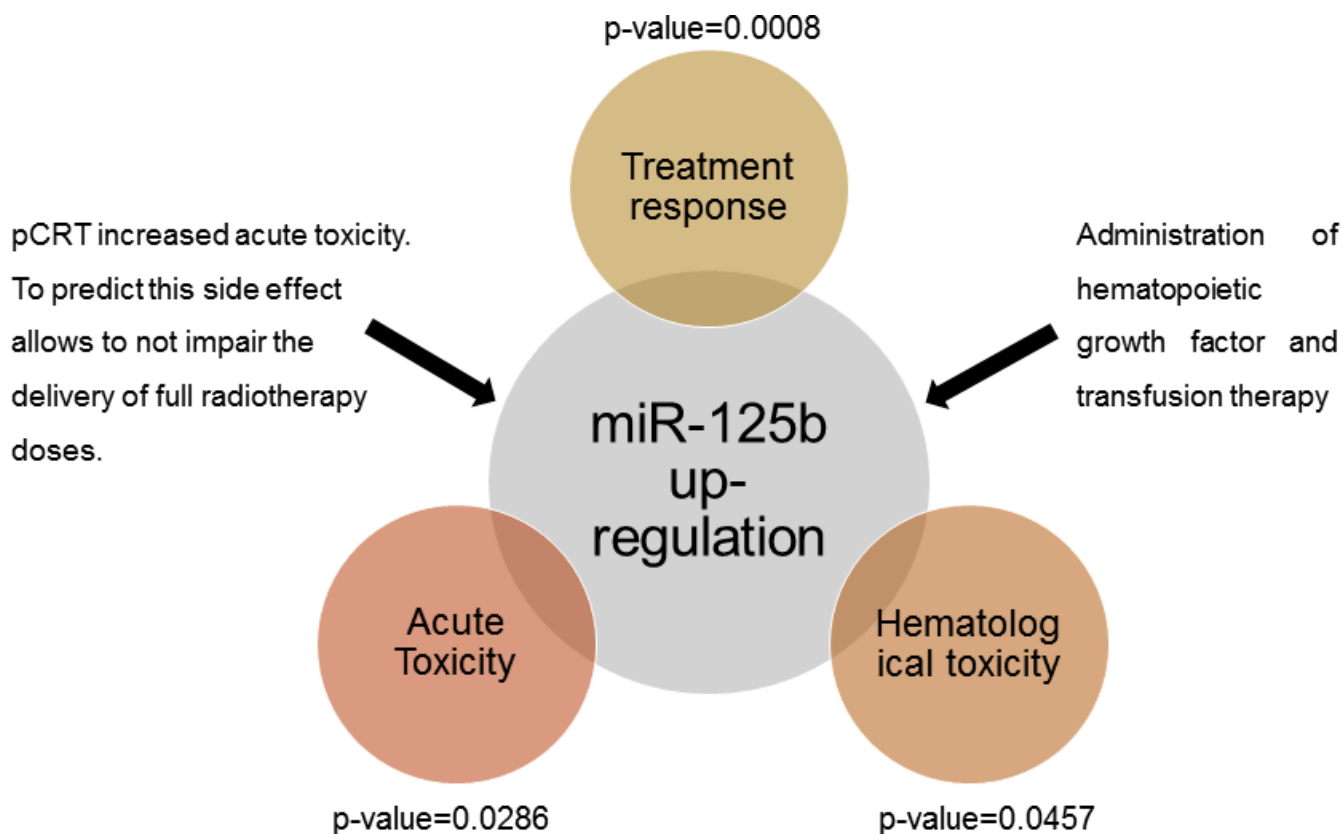 p-value=0.0008
Treatment
response
pCRT increased acute toxicity.
To predict this side effect
allows to not impair the
delivery of full radiotherapy
doses.
Administration of
hematopoietic
growth factor and
transfusion therapy
miR-125b
up-
regulation
Acute
Toxicity
Hematolog
ical toxicity
p-value=0.0286
p-value=0.0457